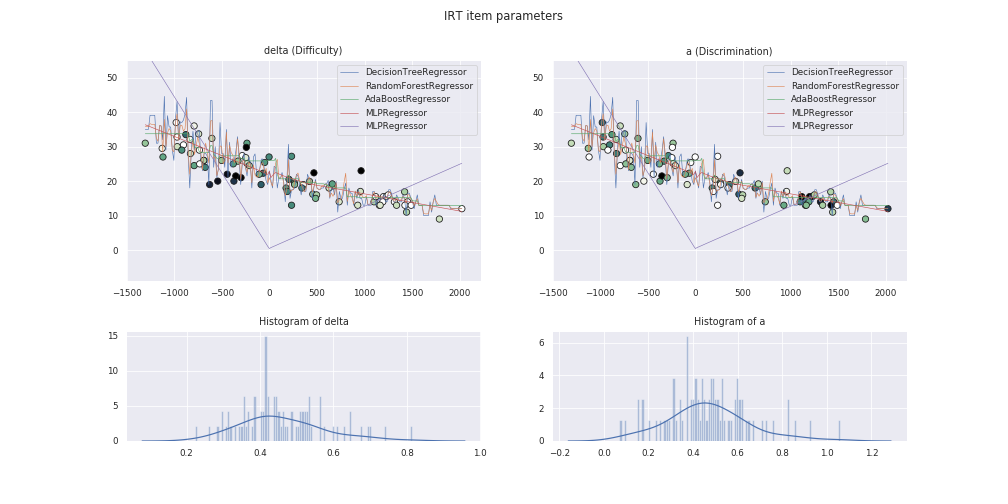 IRT item parameters
delta (Difficulty)
50
40
30
20
10
0
DecisionTreeRegressor
RandomForestRegressor
AdaBoostRegressor
MLPRegressor
MLPRegressor
−1500 −1000 −500 0 500 1000 1500 2000
a (Discrimination)
50
40
30
20
10
0
DecisionTreeRegressor
RandomForestRegressor
AdaBoostRegressor
MLPRegressor
MLPRegressor
−1500 −1000 −500 0 500 1000 1500 2000
Histogram of delta
15
10
5
0
0.2 0.4 0.6 0.8 1.0
Histogram of a
6
4
2
0
−0.2 0.0 0.2 0.4 0.6 0.8 1.0 1.2